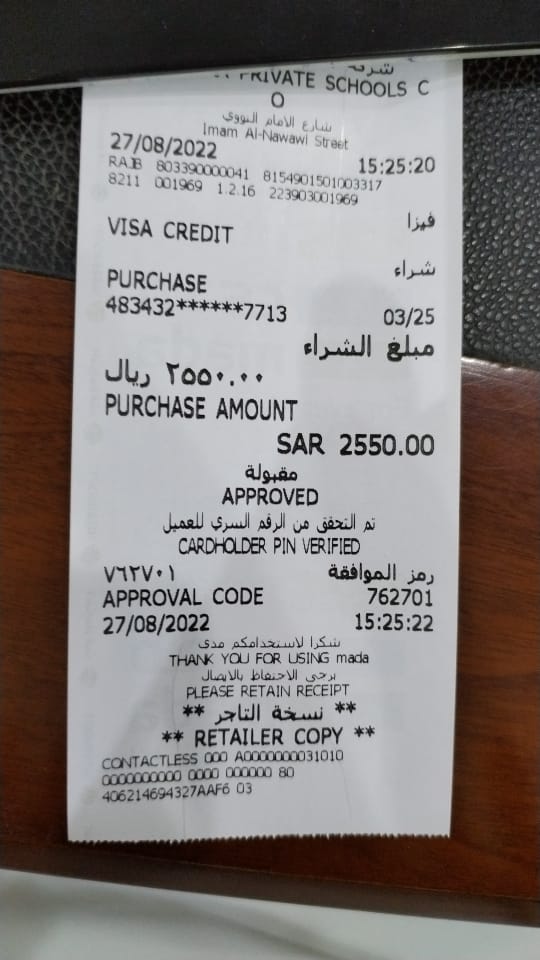 شركة
PRIVATE SCHOOLS C
O
شارع الامام النووي
Imam Al-Nawawi Street
27/08/2022 15:25:20
RAJB 803390000041 8154901501003317
8211 001969 1.2.16 223903001969
فيزا
VISA CREDIT
شراء
PURCHASE
483432******7713 03/25
مبلغ الشراء
٢٥٥٠.٠٠ ريال
PURCHASE AMOUNT
SAR 2550.00
مقبولة
APPROVED
تم التحقق من الرقم السري للعميل
CARDHOLDER PIN VERIFIED
رمز الموافقة ٧٦٢٧٠١
APPROVAL CODE 762701
27/08/2022 15:25:22
شكرا لاستخدامكم مدى
THANK YOU FOR USING mada
يرجى الاحتفاظ بالايصال
PLEASE RETAIN RECEIPT
** نسخة التاجر **
** RETAILER COPY **
CONTACTLESS 000 A0000000031010
0000000000 0000 000000 80
406214694327AAF6 03